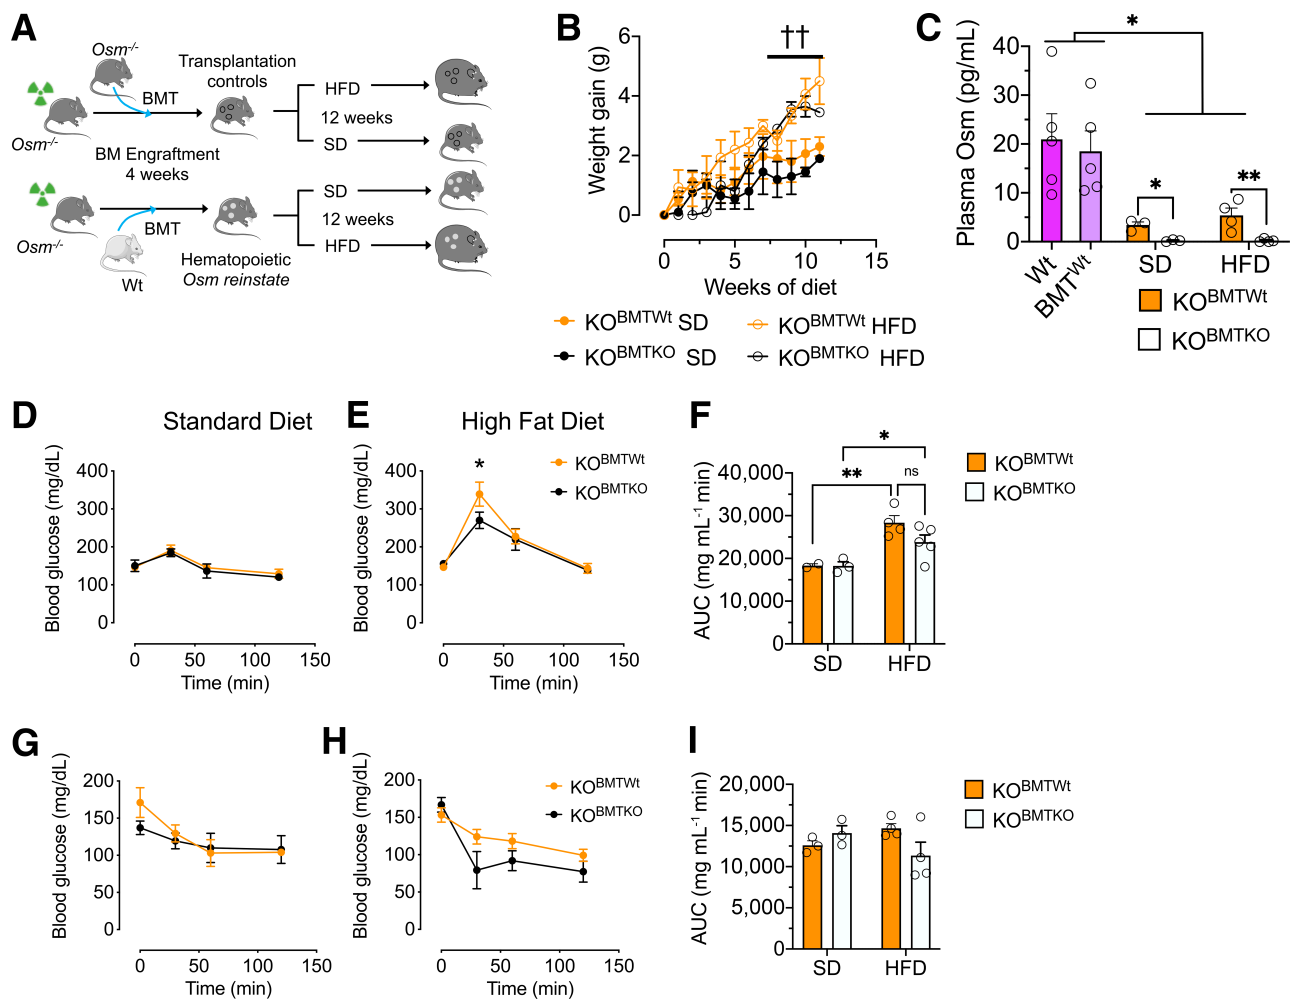 A
Osm-/-
Osm-/-
BMT
Transplantation
controls
HFD
12 weeks
SD
BM Engraftment
4 weeks
Osm-/-
BMT
Wt
Hematopoietic
Osm reinstate
SD
12 weeks
HFD
B
Weight gain (g)
6
4
2
0
††
0 5 10 15
Weeks of diet
KOBMTWt SD
KOBMTWt HFD
KOBMTKO SD
KOBMTKO HFD
C
Plasma Osm (pg/mL)
40
30
20
10
0
*
*
**
Wt
BMTWt
SD
HFD
KOBMTWt
KOBMTKO
D
Standard Diet
Blood glucose (mg/dL)
400
300
200
100
0
0 50 100 150
Time (min)
E
High Fat Diet
Blood glucose (mg/dL)
400
300
200
100
0
*
KOBMTWt
KOBMTKO
0 50 100 150
Time (min)
F
AUC (mg mL-1 min)
40,000
30,000
20,000
10,000
0
*
**
ns
SD HFD
KOBMTWt
KOBMTKO
G
Blood glucose (mg/dL)
200
150
100
50
0
0 50 100 150
Time (min)
H
Blood glucose (mg/dL)
200
150
100
50
0
KOBMTWt
KOBMTKO
0 50 100 150
Time (min)
I
AUC (mg mL-1 min)
20,000
15,000
10,000
5,000
0
SD HFD
KOBMTWt
KOBMTKO